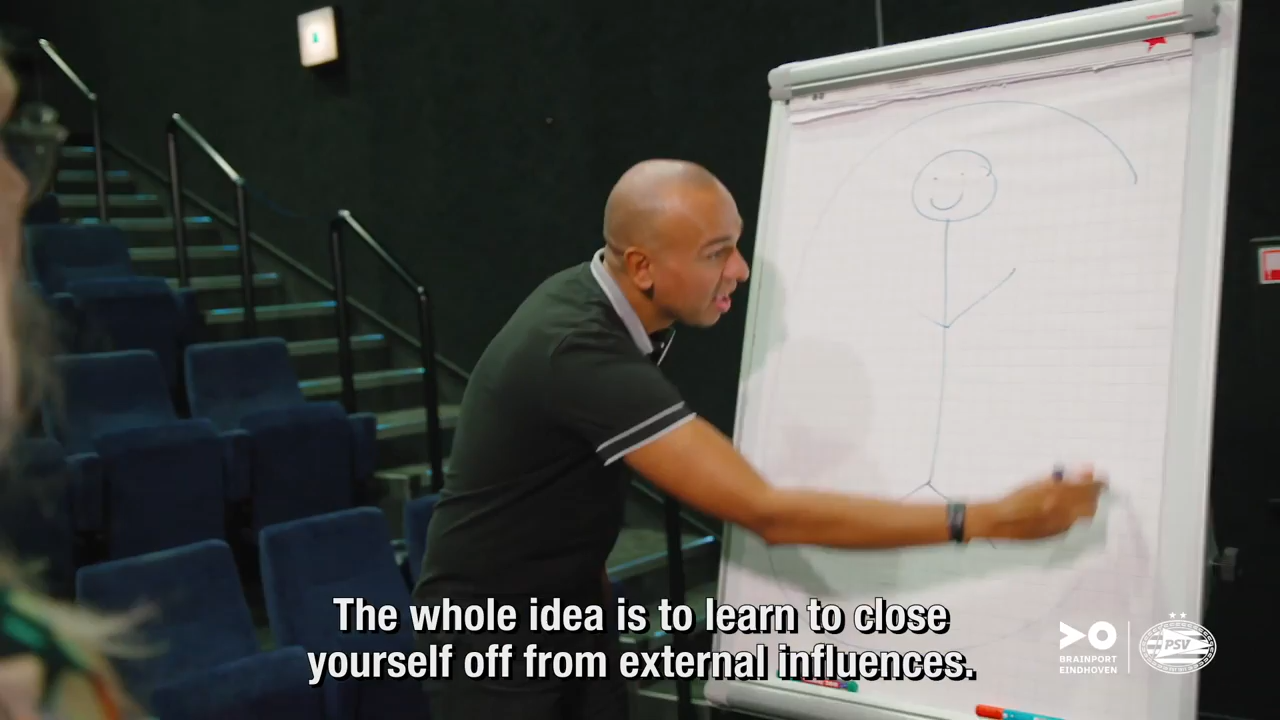 The whole idea is to learn to close
yourself off from external influences.
BRAINPORT
EINDHOVEN
PSV